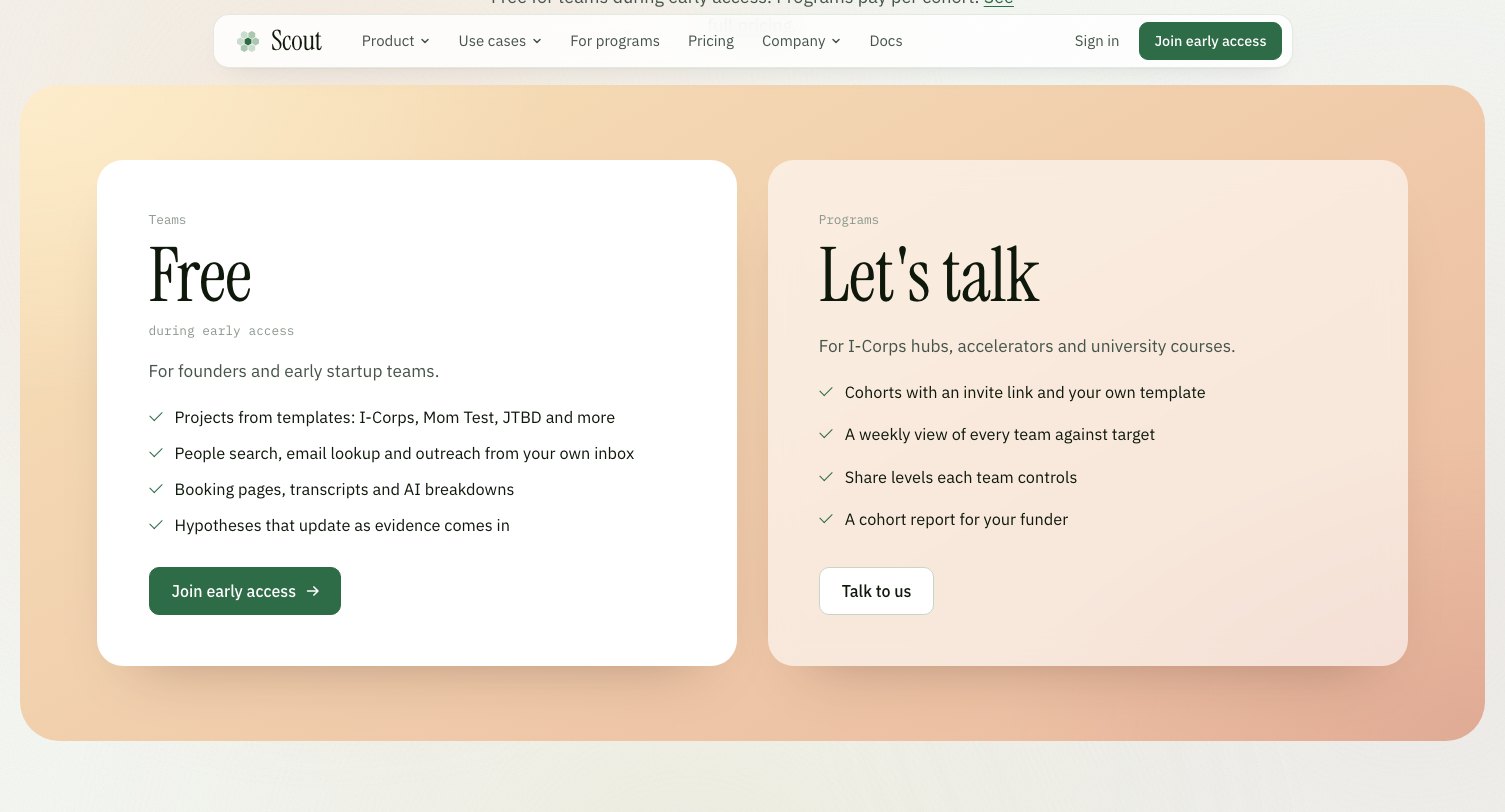 Free for teams during early access. Programs pay per cohort. See
full pricing.
Scout
Product
Use cases
For programs
Pricing
Company
Docs
Sign in
Join early access
Teams
Free
during early access
For founders and early startup teams.
Projects from templates: I-Corps, Mom Test, JTBD and more
People search, email lookup and outreach from your own inbox
Booking pages, transcripts and AI breakdowns
Hypotheses that update as evidence comes in
Join early access →
Programs
Let's talk
For I-Corps hubs, accelerators and university courses.
Cohorts with an invite link and your own template
A weekly view of every team against target
Share levels each team controls
A cohort report for your funder
Talk to us